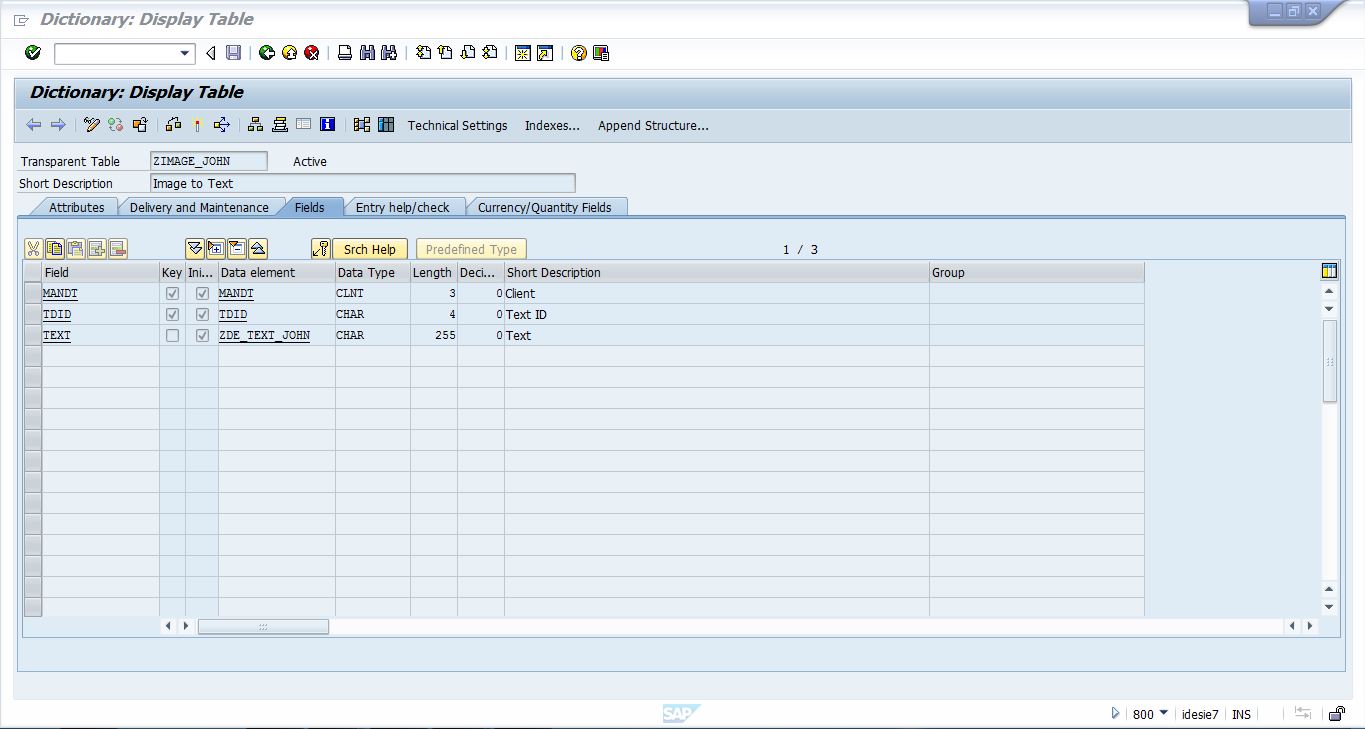 Dictionary: Display Table
Dictionary: Display Table
Technical Settings Indexes... Append Structure...
Transparent Table ZIMAGE_JOHN Active
Short Description Image to Text
Attributes Delivery and Maintenance Fields Entry help/check Currency/Quantity Fields
Srch Help Predefined Type 1 / 3
Field Key Ini... Data element Data Type Length Deci... Short Description Group
MANDT MANDT CLNT 3 0 Client
TDID TDID CHAR 4 0 Text ID
TEXT ZDE_TEXT_JOHN CHAR 255 0 Text
SAP 800 idesie7 INS